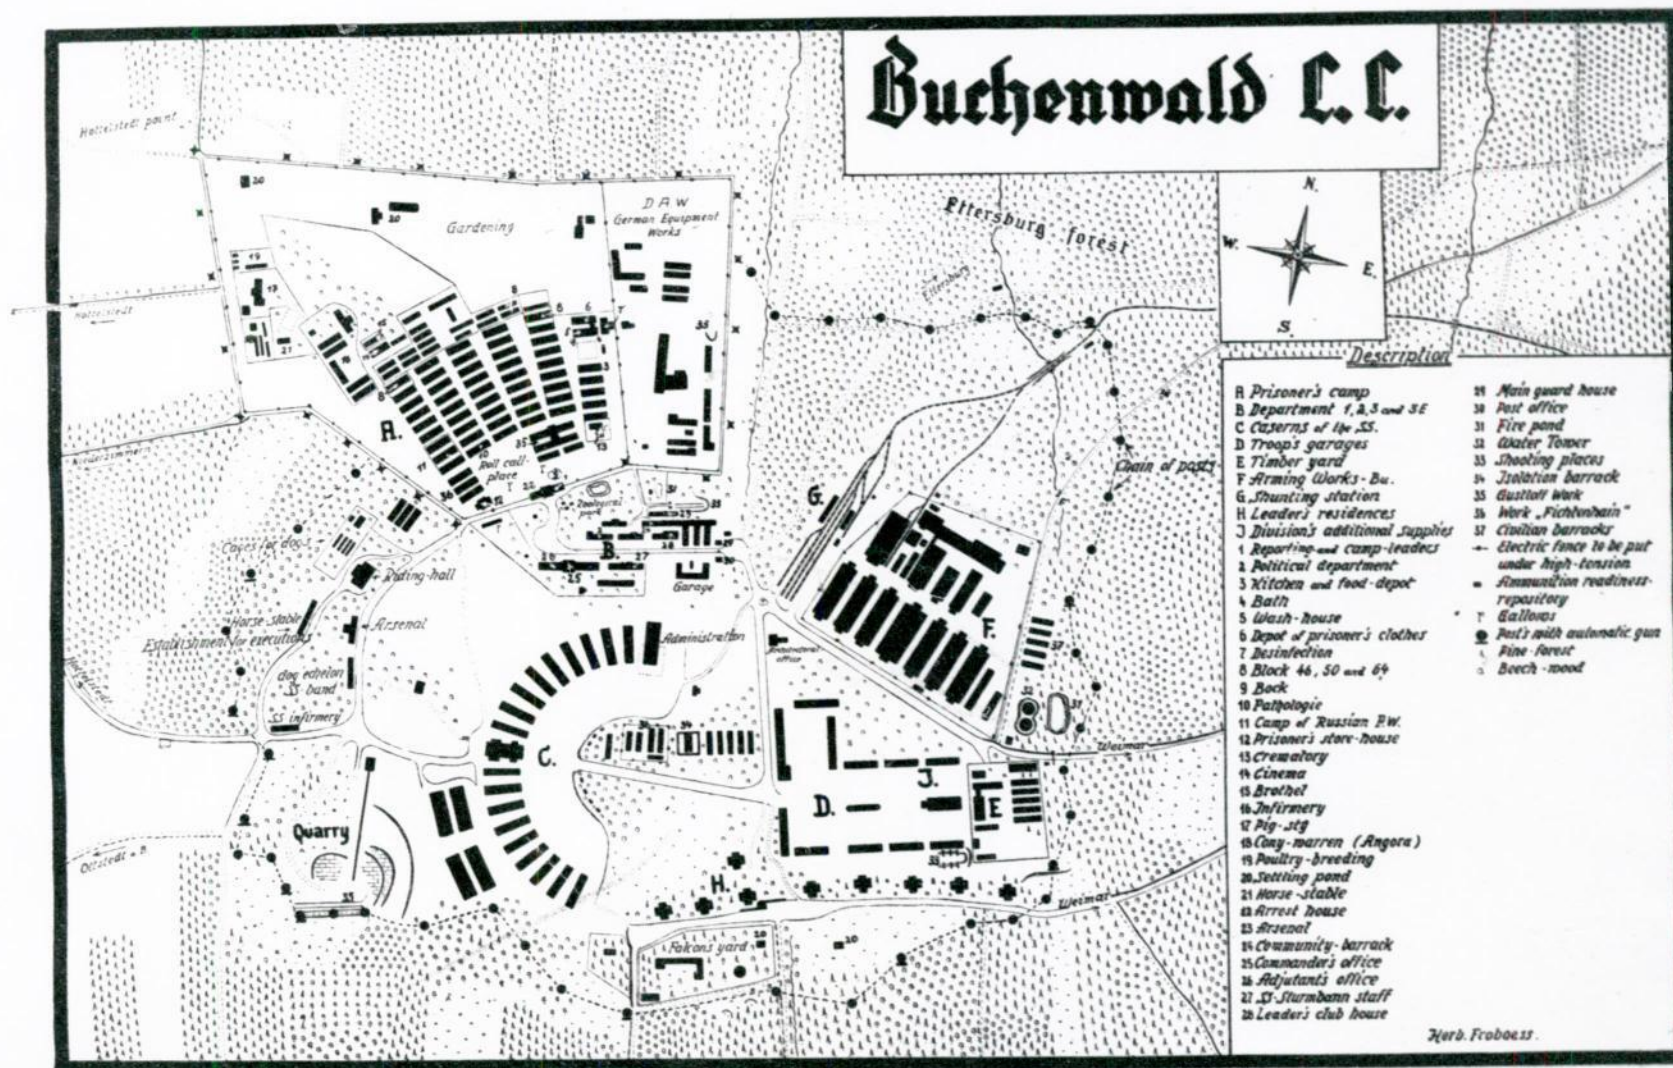 Buchenwald C.C.
Hottelstedt point
Gardening
D A W
German Equipment
Works
Ettersburg forest
Ettersburg
N.
W.
E.
S.
Hottelstedt
Niederzimmern
A.
Roll call-
place
Zoological
park
B.
Garage
Chain of posts
G.
F.
Cages for dogs
Riding-hall
Horse stable
Establishment for executions
Arsenal
dog echelon
SS band
SS infirmery
Hottelstedt
Administration
office
C.
Quarry
Ottstedt a. B.
D.
J.
E
H.
Weimar
Weimar
Falcons yard
Description
A Prisoner's camp
B Department 1, 2, 3 and 3E
C Caserns of the SS.
D Troop's garages
E Timber yard
F Arming Works-Bu.
G Shunting station
H Leader's residences
J Division's additional supplies
1 Reporting and camp-leaders
2 Political department
3 Kitchen and food-depot
4 Bath
5 Wash-house
6 Depot of prisoner's clothes
7 Desinfection
8 Block 46, 50 and 64
9 Bock
10 Pathologie
11 Camp of Russian P.W.
12 Prisoner's store-house
13 Crematory
14 Cinema
15 Brothel
16 Infirmery
17 Pig-sty
18 Cony-warren (Angora)
19 Poultry-breeding
20 Settling pond
21 Horse-stable
22 Arrest house
23 Arsenal
24 Community-barrack
25 Commander's office
26 Adjutant's office
27 SS-Sturmbann staff
28 Leader's club house
29 Main guard house
30 Post office
31 Fire pond
32 Water Tower
33 Shooting places
34 Isolation barrack
35 Gustloff Work
36 Work „Fichtenhain"
37 Civilian barracks
Electric fence to be put
under high-tension
Ammunition readiness-
repository
Gallows
Posts with automatic gun
Pine-forest
Beech-wood
Herb. Froboess.